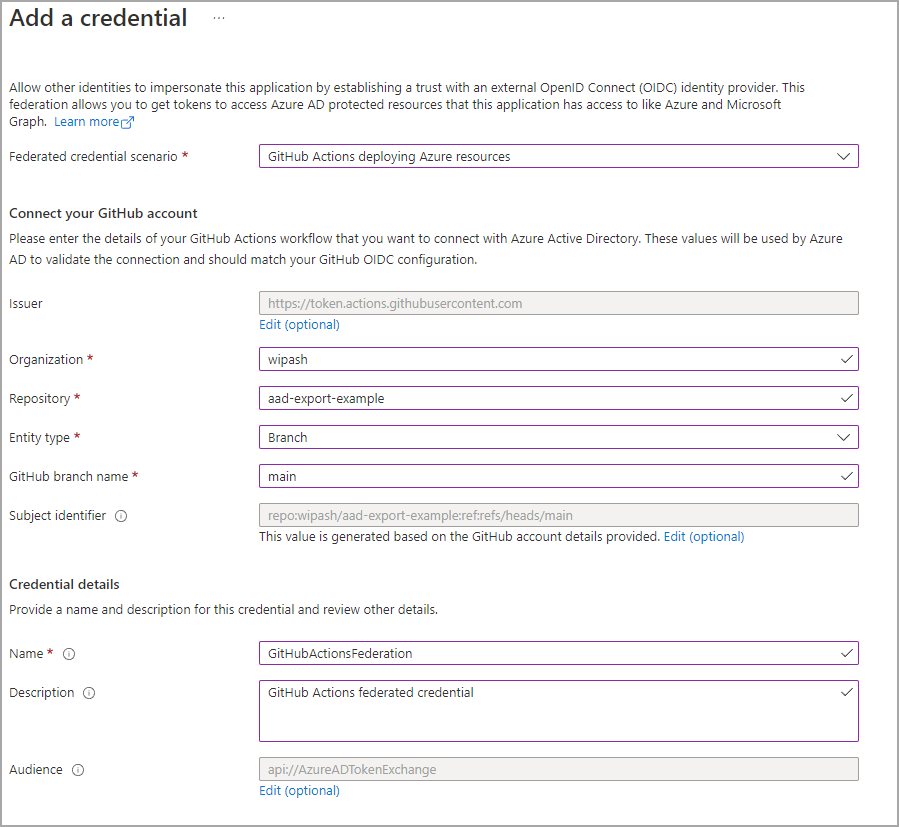 Add a credential ...
Allow other identities to impersonate this application by establishing a trust with an external OpenID Connect (OIDC) identity provider. This
federation allows you to get tokens to access Azure AD protected resources that this application has access to like Azure and Microsoft
Graph. Learn more
Federated credential scenario * GitHub Actions deploying Azure resources
Connect your GitHub account
Please enter the details of your GitHub Actions workflow that you want to connect with Azure Active Directory. These values will be used by Azure
AD to validate the connection and should match your GitHub OIDC configuration.
Issuer https://token.actions.githubusercontent.com
Edit (optional)
Organization * wipash
Repository * aad-export-example
Entity type * Branch
GitHub branch name * main
Subject identifier repo:wipash/aad-export-example:ref:refs/heads/main
This value is generated based on the GitHub account details provided. Edit (optional)
Credential details
Provide a name and description for this credential and review other details.
Name * GitHubActionsFederation
Description GitHub Actions federated credential
Audience api://AzureADTokenExchange
Edit (optional)